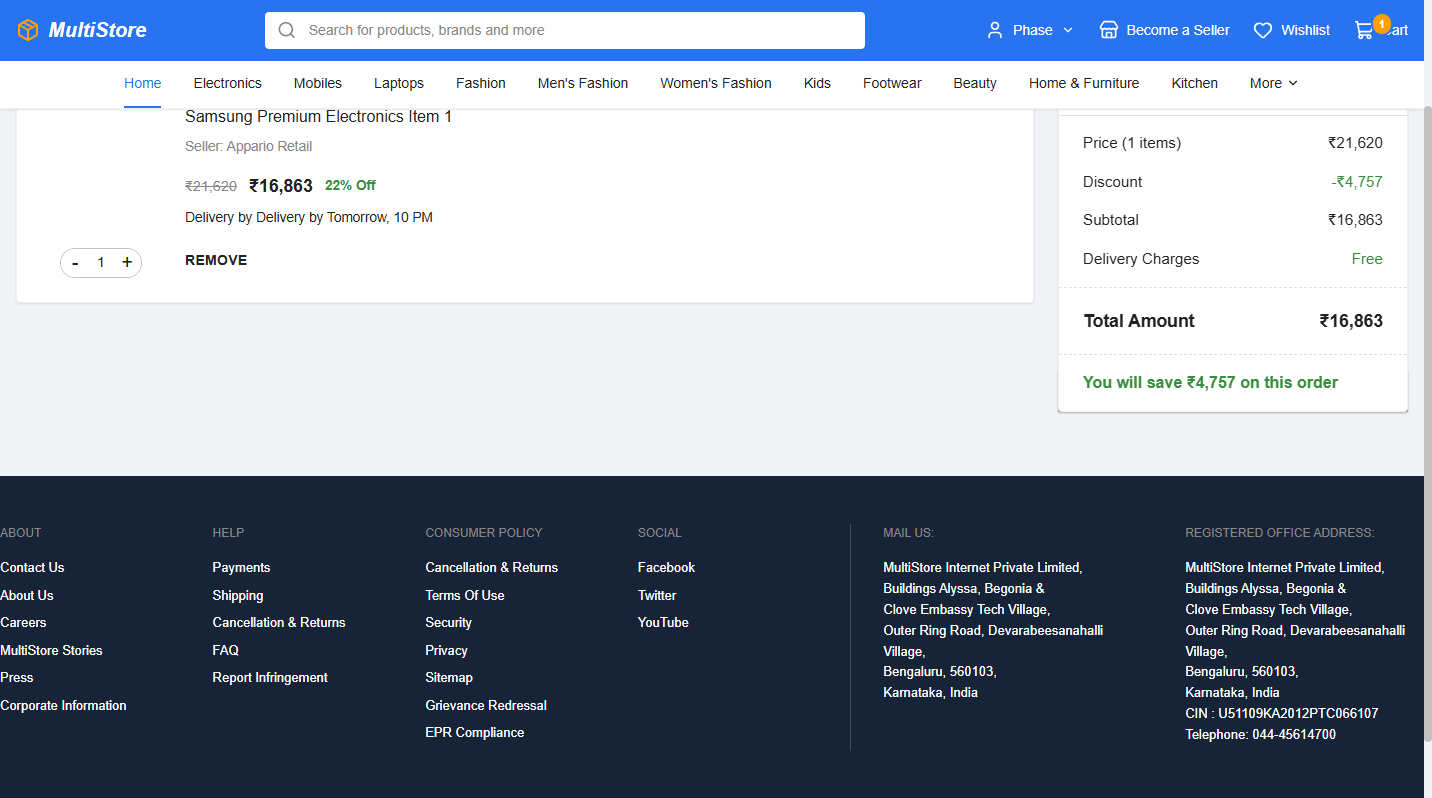 MultiStore
Search for products, brands and more
Phase
Become a Seller
Wishlist
1
Home
Electronics
Mobiles
Laptops
Fashion
Men's Fashion
Women's Fashion
Kids
Footwear
Beauty
Home & Furniture
Kitchen
More
Samsung Premium Electronics Item 1
Seller: Appario Retail
₹21,620 ₹16,863 22% Off
Delivery by Delivery by Tomorrow, 10 PM
- 1 +
REMOVE
Price (1 items) ₹21,620
Discount -₹4,757
Subtotal ₹16,863
Delivery Charges Free
Total Amount ₹16,863
You will save ₹4,757 on this order
ABOUT
Contact Us
About Us
Careers
MultiStore Stories
Press
Corporate Information
HELP
Payments
Shipping
Cancellation & Returns
FAQ
Report Infringement
CONSUMER POLICY
Cancellation & Returns
Terms Of Use
Security
Privacy
Sitemap
Grievance Redressal
EPR Compliance
SOCIAL
Facebook
Twitter
YouTube
MAIL US:
MultiStore Internet Private Limited,
Buildings Alyssa, Begonia &
Clove Embassy Tech Village,
Outer Ring Road, Devarabeesanahalli
Village,
Bengaluru, 560103,
Karnataka, India
REGISTERED OFFICE ADDRESS:
MultiStore Internet Private Limited,
Buildings Alyssa, Begonia &
Clove Embassy Tech Village,
Outer Ring Road, Devarabeesanahalli
Village,
Bengaluru, 560103,
Karnataka, India
CIN : U51109KA2012PTC066107
Telephone: 044-45614700